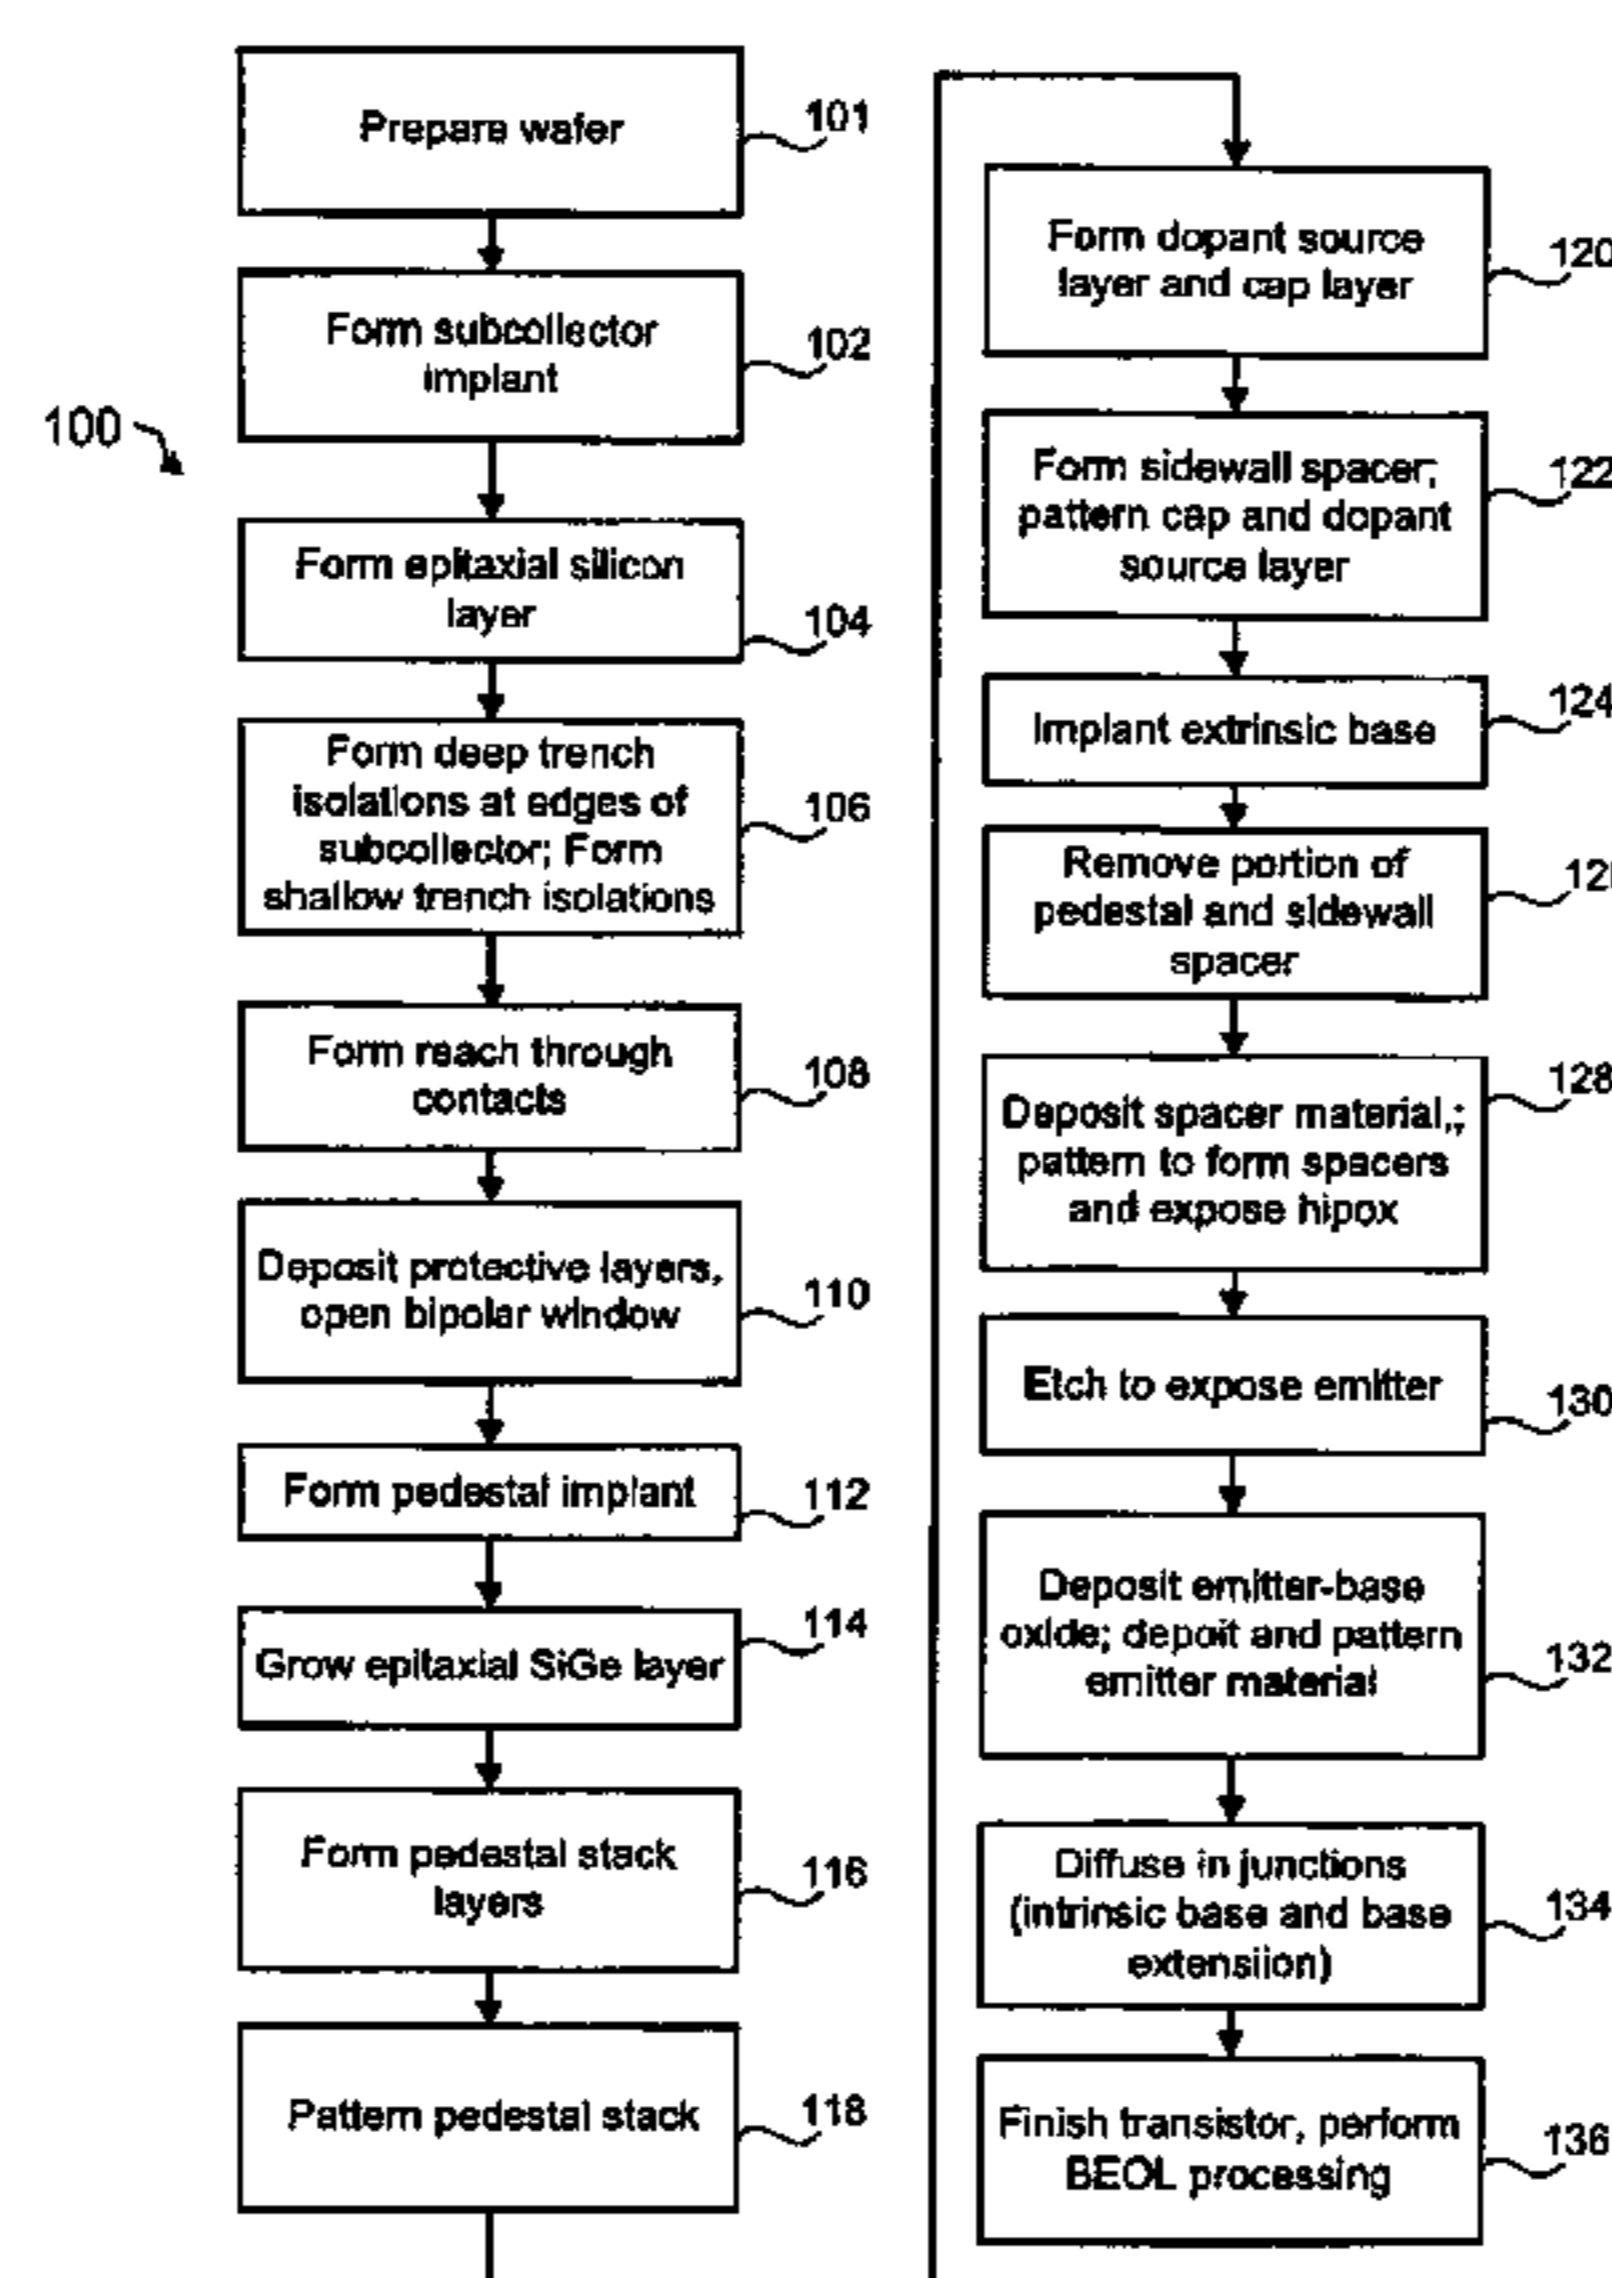 100
Prepare wafer
101
Form subcollector
implant
102
Form epitaxial silicon
layer
104
Form deep trench
isolations at edges of
subcollector; Form
shallow trench isolations
106
Form reach through
contacts
108
Deposit protective layers,
open bipolar window
110
Form pedestal implant
112
Grow epitaxial SiGe layer
114
Form pedestal stack
layers
116
Pattern pedestal stack
118
Form dopant source
layer and cap layer
120
Form sidewall spacer;
pattern cap and dopant
source layer
122
Implant extrinsic base
124
Remove portion of
pedestal and sidewall
spacer
Deposit spacer material,;
pattern to form spacers
and expose hipox
128
Etch to expose emitter
130
Deposit emitter-base
oxide; depoit and pattern
emitter material
132
Diffuse in junctions
(intrinsic base and base
extensiion)
134
Finish transistor, perform
BEOL processing
136